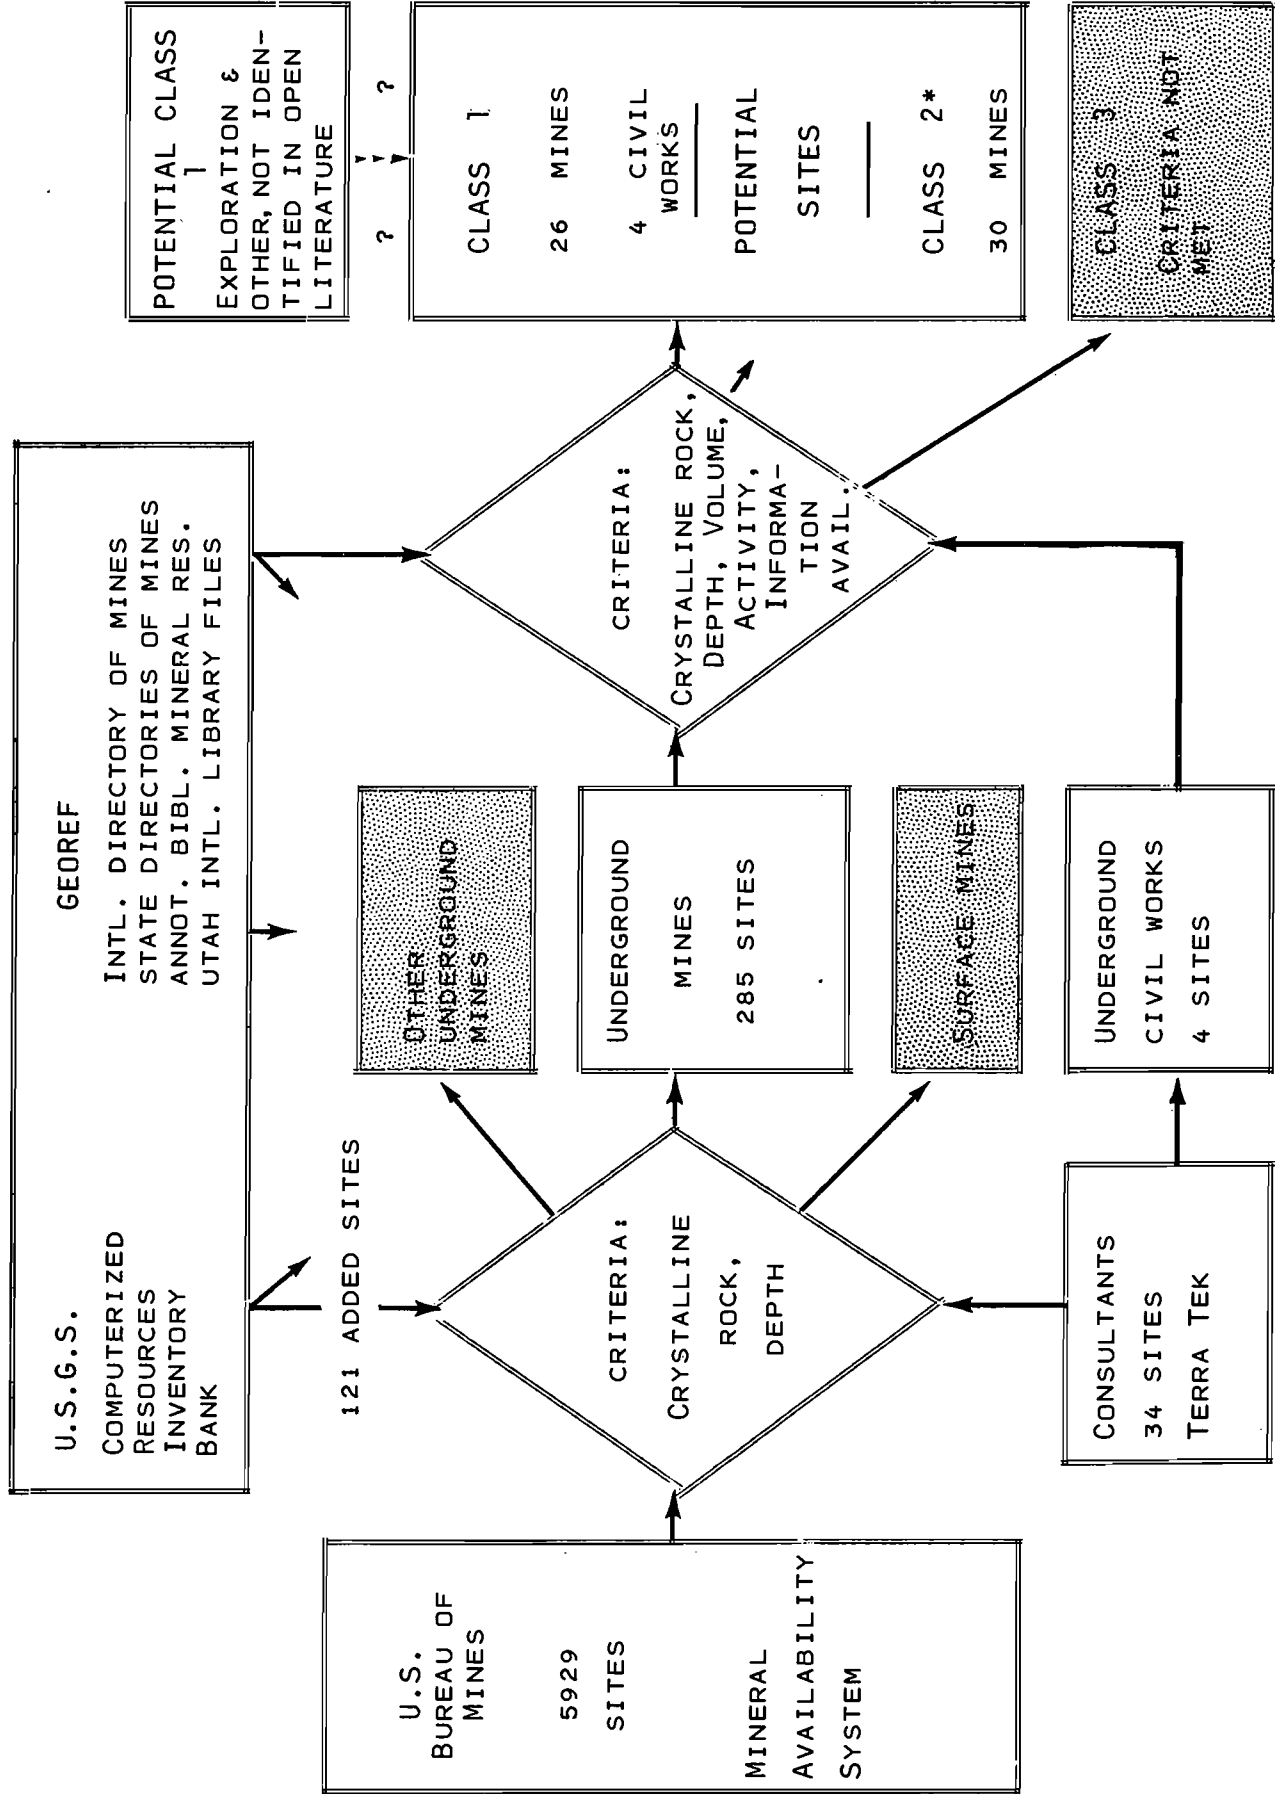 U.S.G.S.
COMPUTERIZED
RESOURCES
INVENTORY
BANK
GEOREF
INTL. DIRECTORY OF MINES
STATE DIRECTORIES OF MINES
ANNOT. BIBL. MINERAL RES.
UTAH INTL. LIBRARY FILES
POTENTIAL CLASS
1
EXPLORATION &
OTHER, NOT IDEN-
TIFIED IN OPEN
LITERATURE
121 ADDED SITES
? ?
U.S.
BUREAU OF
MINES
5929
SITES
MINERAL
AVAILABILITY
SYSTEM
CRITERIA:
CRYSTALLINE
ROCK,
DEPTH
OTHER
UNDERGROUND
MINES
UNDERGROUND
MINES
285 SITES
SURFACE MINES
CRITERIA:
CRYSTALLINE ROCK,
DEPTH, VOLUME,
ACTIVITY,
INFORMA-
TION
AVAIL.
CLASS 1
26 MINES
4 CIVIL
WORKS
POTENTIAL
SITES
CLASS 2*
30 MINES
CONSULTANTS
34 SITES
TERRA TEK
UNDERGROUND
CIVIL WORKS
4 SITES
CLASS 3
CRITERIA NOT
MET